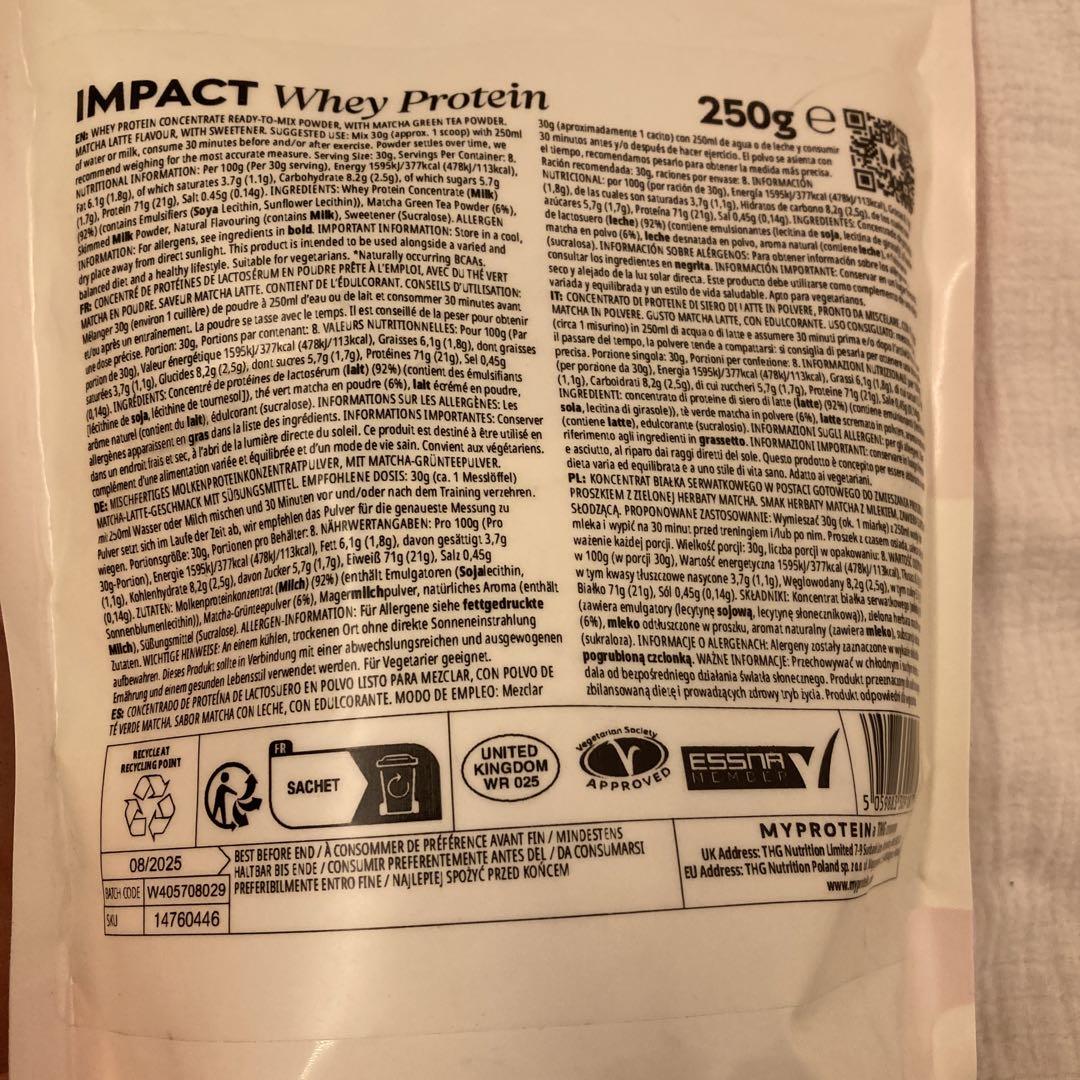 IMPACT Whey Protein
250g e
EN: WHEY PROTEIN CONCENTRATE READY-TO-MIX POWDER, WITH MATCHA GREEN TEA POWDER.
MATCHA LATTE FLAVOUR, WITH SWEETENER. SUGGESTED USE: Mix 30g (approx. 1 scoop) with 250ml
of water or milk, consume 30 minutes before and/or after exercise. Powder settles over time, we
recommend weighing for the most accurate measure. Serving Size: 30g, Servings Per Container: 8.
NUTRITIONAL INFORMATION: Per 100g (Per 30g serving), Energy 1595kJ/377kcal (478kJ/113kcal),
Fat 6.1g (1.8g), of which saturates 3.7g (1.1g), Carbohydrate 8.2g (2.5g), of which sugars 5.7g
(1.7g), Protein 71g (21g), Salt 0.45g (0.14g). INGREDIENTS: Whey Protein Concentrate (Milk)
(92%) (contains Emulsifiers (Soya Lecithin, Sunflower Lecithin)), Matcha Green Tea Powder (6%),
Skimmed Milk Powder, Natural Flavouring (contains Milk), Sweetener (Sucralose). ALLERGEN
INFORMATION: For allergens, see ingredients in bold. IMPORTANT INFORMATION: Store in a cool,
dry place away from direct sunlight. This product is intended to be used alongside a varied and
balanced diet and a healthy lifestyle. Suitable for vegetarians. *Naturally occurring BCAAs.
FR: CONCENTRÉ DE PROTÉINES DE LACTOSÉRUM EN POUDRE PRÊTE À L'EMPLOI, AVEC DU THÉ VERT
MATCHA EN POUDRE. SAVEUR MATCHA LATTE. CONTIENT DE L'ÉDULCORANT. CONSEILS D'UTILISATION:
Mélanger 30g (environ 1 cuillère) de poudre à 250ml d'eau ou de lait et consommer 30 minutes avant
et/ou après un entraînement. La poudre se tasse avec le temps. Il est conseillé de la peser pour obtenir
une dose précise. Portion: 30g, Portions par contenant: 8. VALEURS NUTRITIONNELLES: Pour 100g (Par
portion de 30g), Valeur énergétique 1595kJ/377kcal (478kJ/113kcal), Graisses 6,1g (1,8g), dont graisses
saturées 3,7g (1,1g), Glucides 8,2g (2,5g), dont sucres 5,7g (1,7g), Protéines 71g (21g), Sel 0,45g
(0,14g). INGRÉDIENTS: Concentré de protéines de lactosérum (lait) (92%) (contient des émulsifiants
(lécithine de soja, lécithine de tournesol)), thé vert matcha en poudre (6%), lait écrémé en poudre,
arôme naturel (contient du lait), édulcorant (sucralose). INFORMATIONS SUR LES ALLERGÈNES: Les
allergènes apparaissent en gras dans la liste des ingrédients. INFORMATIONS IMPORTANTES: Conserver
dans un endroit frais et sec, à l'abri de la lumière directe du soleil. Ce produit est destiné à être utilisé en
complément d'une alimentation variée et équilibrée et d'un mode de vie sain. Convient aux végétariens.
DE: MISCHFERTIGES MOLKENPROTEINKONZENTRATPULVER, MIT MATCHA-GRÜNTEEPULVER.
MATCHA-LATTE-GESCHMACK MIT SÜßUNGSMITTEL. EMPFOHLENE DOSIS: 30g (ca. 1 Messlöffel)
mit 250ml Wasser oder Milch mischen und 30 Minuten vor und/oder nach dem Training verzehren.
Pulver setzt sich im Laufe der Zeit ab, wir empfehlen das Pulver für die genaueste Messung zu
wiegen. Portionsgröße: 30g, Portionen pro Behälter: 8. NÄHRWERTANGABEN: Pro 100g (Pro
30g-Portion), Energie 1595kJ/377kcal (478kJ/113kcal), Fett 6,1g (1,8g), davon gesättigt 3,7g
(1,1g), Kohlenhydrate 8,2g (2,5g), davon Zucker 5,7g (1,7g), Eiweiß 71g (21g), Salz 0,45g
(0,14g). ZUTATEN: Molkenproteinkonzentrat (Milch) (92%) (enthält Emulgatoren (Sojalecithin,
Sonnenblumenlecithin)), Matcha-Grünteepulver (6%), Magermilchpulver, natürliches Aroma (enthält
Milch), Süßungsmittel (Sucralose). ALLERGEN-INFORMATION: Für Allergene siehe fettgedruckte
Zutaten. WICHTIGE HINWEISE: An einem kühlen, trockenen Ort ohne direkte Sonneneinstrahlung
aufbewahren. Dieses Produkt sollte in Verbindung mit einer abwechslungsreichen und ausgewogenen
Ernährung und einem gesunden Lebensstil verwendet werden. Für Vegetarier geeignet.
ES: CONCENTRADO DE PROTEÍNA DE LACTOSUERO EN POLVO LISTO PARA MEZCLAR, CON POLVO DE
TÉ VERDE MATCHA. SABOR MATCHA CON LECHE, CON EDULCORANTE. MODO DE EMPLEO: Mezclar
30g (aproximadamente 1 cacito) con 250ml de agua o de leche y consumir
30 minutos antes y/o después de hacer ejercicio. El polvo se asienta con
el tiempo, recomendamos pesarlo para obtener la medida más precisa.
Ración recomendada: 30g, raciones por envase: 8. INFORMACIÓN
NUTRICIONAL: por 100g (por ración de 30g), Energía 1595kJ/377kcal (478kJ/113kcal),
(1,8g), de las cuales son saturadas 3,7g (1,1g), Hidratos de carbono 8,2g (2,5g), de los
azúcares 5,7g (1,7g), Proteína 71g (21g), Sal 0,45g (0,14g). INGREDIENTES: Concentrado
de lactosuero (leche) (92%) (contiene emulsionantes (lecitina de soja, lecitina de
matcha en polvo (6%), leche desnatada en polvo, aroma natural (contiene leche),
(sucralosa). INFORMACIÓN SOBRE ALÉRGENOS: Para obtener información sobre los
consultar los ingredientes en negrita. INFORMACIÓN IMPORTANTE: Conservar en un
seco y alejado de la luz solar directa. Este producto debe utilizarse como complemento
variada y equilibrada y un estilo de vida saludable. Apto para vegetarianos.
IT: CONCENTRATO DI PROTEINE DI SIERO DI LATTE IN POLVERE, PRONTO DA MISCELARE, CON
MATCHA IN POLVERE. GUSTO MATCHA LATTE, CON EDULCORANTE. USO CONSIGLIATO:
(circa 1 misurino) in 250ml di acqua o di latte e assumere 30 minuti prima e/o dopo
il passare del tempo, la polvere tende a compattarsi: si consiglia di pesarla per ottenere
precisa. Porzione singola: 30g, Porzioni per confezione: 8. INFORMAZIONI NUTRIZIONALI:
(per porzione da 30g), Energia 1595kJ/377kcal (478kJ/113kcal), Grassi 6,1g (1,8g), di cui
(1,1g), Carboidrati 8,2g (2,5g), di cui zuccheri 5,7g (1,7g), Proteine 71g (21g), Sale
INGREDIENTI: concentrato di proteine di siero di latte (latte) (92%) (contiene
sola, lecitina di girasole)), tè verde matcha in polvere (6%), latte scremato in polvere,
(contiene latte), edulcorante (sucralosio). INFORMAZIONI SUGLI ALLERGENI: per gli
riferimento agli ingredienti in grassetto. INFORMAZIONI IMPORTANTI: conservare
e asciutto, al riparo dai raggi diretti del sole. Questo prodotto è concepito per essere
dieta varia ed equilibrata e a uno stile di vita sano. Adatto ai vegetariani.
PL: KONCENTRAT BIAŁKA SERWATKOWEGO W POSTACI GOTOWEGO DO ZMIESZANIA
PROSZKIEM Z ZIELONEJ HERBATY MATCHA. SMAK HERBATY MATCHA Z MLEKIEM,
SŁODZĄCĄ. PROPONOWANE ZASTOSOWANIE: Wymieszać 30g (ok. 1 miarkę) z 250ml
mleka i wypić na 30 minut przed treningiem i/lub po nim. Proszek z czasem osiada,
ważenie każdej porcji. Wielkość porcji: 30g, liczba porcji w opakowaniu: 8.
w 100g (w porcji 30g), Wartość energetyczna 1595kJ/377kcal (478kJ/113kcal),
w tym kwasy tłuszczowe nasycone 3,7g (1,1g), Węglowodany 8,2g (2,5g), w tym
Białko 71g (21g), Sól 0,45g (0,14g). SKŁADNIKI: Koncentrat białka serwatkowego
(zawiera emulgatory (lecytynę sojową, lecytynę słonecznikową)), zielona herbata
(6%), mleko odtłuszczone w proszku, aromat naturalny (zawiera mleko),
(sukraloza). INFORMACJE O ALERGENACH: Alergeny zostały zaznaczone w
pogrubioną czcionką. WAŻNE INFORMACJE: Przechowywać w chłodnym i
dala od bezpośredniego działania światła słonecznego. Produkt przeznaczony
zbilansowaną dietę i prowadzących zdrowy tryb życia. Produkt odpowiedni
RECYCLE AT
RECYCLING POINT
FR
SACHET
UNITED
KINGDOM
WR 025
Vegetarian Society
V
APPROVED
ESSNA
MEMBER
08/2025
BATCH CODE W405708029
SKU 14760446
BEST BEFORE END / À CONSOMMER DE PRÉFÉRENCE AVANT FIN / MINDESTENS
HALTBAR BIS ENDE / CONSUMIR PREFERENTEMENTE ANTES DEL / DA CONSUMARSI
PREFERIBILMENTE ENTRO FINE / NAJLEPIEJ SPOŻYĆ PRZED KOŃCEM
MYPROTEIN
UK Address: THG Nutrition Limited
EU Address: THG Nutrition Poland